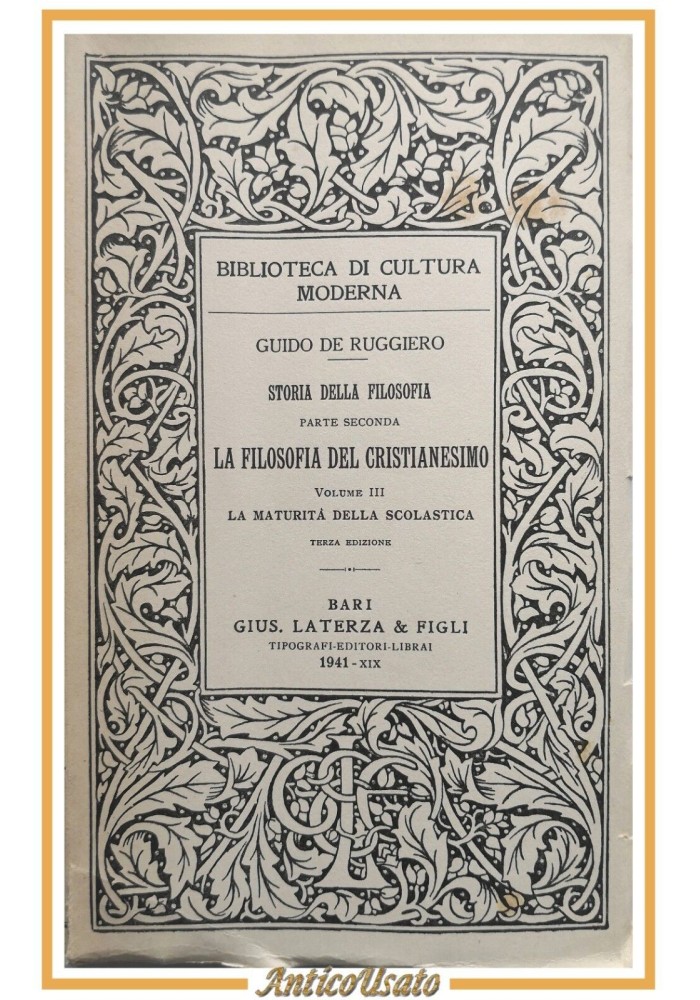 BIBLIOTECA DI CULTURA
MODERNA
GUIDO DE RUGGIERO
STORIA DELLA FILOSOFIA
PARTE SECONDA
LA FILOSOFIA DEL CRISTIANESIMO
VOLUME III
LA MATURITÁ DELLA SCOLASTICA
TERZA EDIZIONE
BARI
GIUS. LATERZA & FIGLI
TIPOGRAFI-EDITORI-LIBRAI
1941-XIX
AnticoUsato